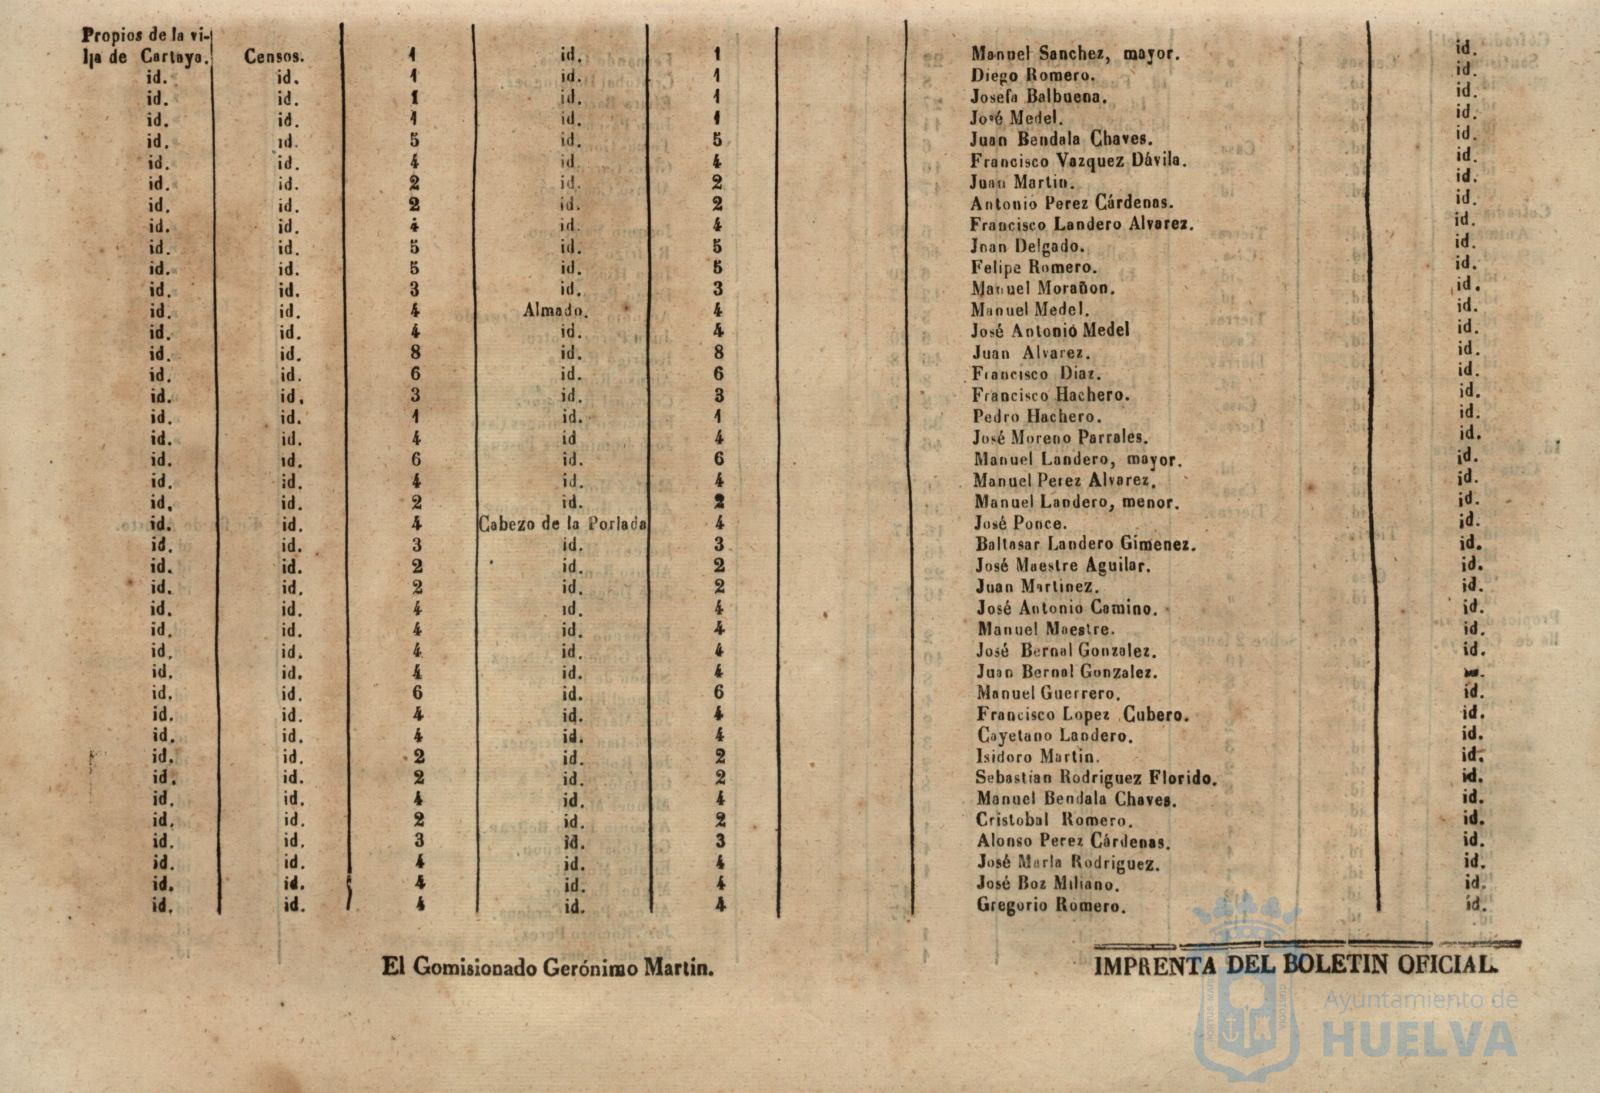 Propios de la vi-
lla de Cartaya. Censos. 1 id. 1 Manuel Sanchez, mayor. id.
id. id. 1 id. 1 Diego Romero. id.
id. id. 1 id. 1 Josefa Balbuena. id.
id. id. 1 id. 1 José Medel. id.
id. id. 5 id. 5 Juan Bendala Chaves. id.
id. id. 4 id. 4 Francisco Vazquez Dávila. id.
id. id. 2 id. 2 Juan Martin. id.
id. id. 2 id. 2 Antonio Perez Cárdenas. id.
id. id. 4 id. 4 Francisco Landero Alvarez. id.
id. id. 5 id. 5 Juan Delgado. id.
id. id. 5 id. 5 Felipe Romero. id.
id. id. 3 id. 3 Manuel Morañon. id.
id. id. 4 Almado. 4 Manuel Medel. id.
id. id. 4 id. 4 José Antonio Medel id.
id. id. 8 id. 8 Juan Alvarez. id.
id. id. 6 id. 6 Francisco Diaz. id.
id. id. 3 id. 3 Francisco Hachero. id.
id. id. 1 id. 1 Pedro Hachero. id.
id. id. 4 id 4 José Moreno Parrales. id.
id. id. 6 id. 6 Manuel Landero, mayor. id.
id. id. 4 id. 4 Manuel Perez Alvarez. id.
id. id. 2 id. 2 Manuel Landero, menor. id.
id. id. 4 Cabezo de la Porlada 4 José Ponce. id.
id. id. 3 id. 3 Baltasar Landero Gimenez. id.
id. id. 2 id. 2 José Maestre Aguilar. id.
id. id. 2 id. 2 Juan Martinez. id.
id. id. 4 id. 4 José Antonio Camino. id.
id. id. 4 id. 4 Manuel Maestre. id.
id. id. 4 id. 4 José Bernal Gonzalez. id.
id. id. 4 id. 4 Juan Bernal Gonzalez.
id. id. 6 id. 6 Manuel Guerrero. id.
id. id. 4 id. 4 Francisco Lopez Cubero. id.
id. id. 4 id. 4 Cayetano Landero. id.
id. id. 2 id. 2 Isidoro Martin. id.
id. id. 2 id. 2 Sebastian Rodriguez Florido. id.
id. id. 4 id. 4 Manuel Bendala Chaves. id.
id. id. 2 id. 2 Cristobal Romero. id.
id. id. 3 id. 3 Alonso Perez Cárdenas. id.
id. id. 4 id. 4 José María Rodriguez. id.
id. id. 4 id. 4 José Boz Miliano. id.
id. id. 4 id. 4 Gregorio Romero. id.
El Gomisionado Gerónimo Martin.
IMPRENTA DEL BOLETIN OFICIAL.
Ayuntamiento de
HUELVA